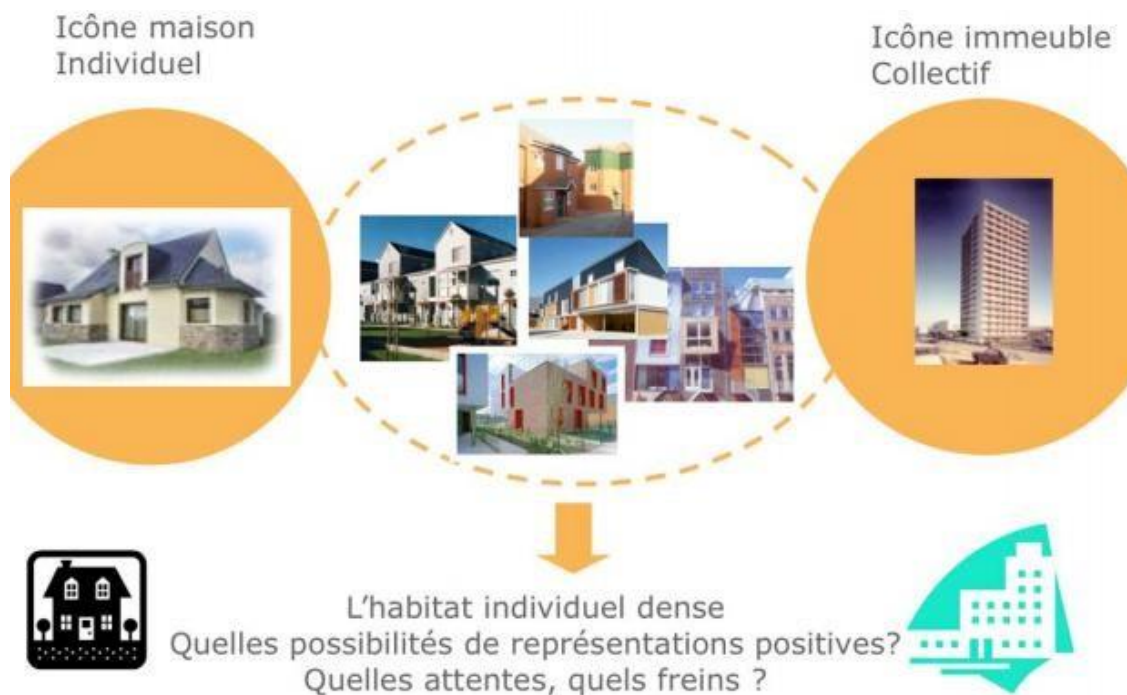 Icône maison
Individuel
Icône immeuble
Collectif
L'habitat individuel dense
Quelles possibilités de représentations positives?
Quelles attentes, quels freins ?